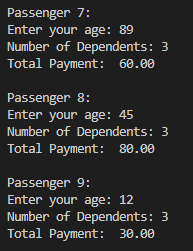 Passenger 7:
Enter your age: 89
Number of Dependents: 3
Total Payment:  60.00

Passenger 8:
Enter your age: 45
Number of Dependents: 3
Total Payment:  80.00

Passenger 9:
Enter your age: 12
Number of Dependents: 3
Total Payment:  30.00